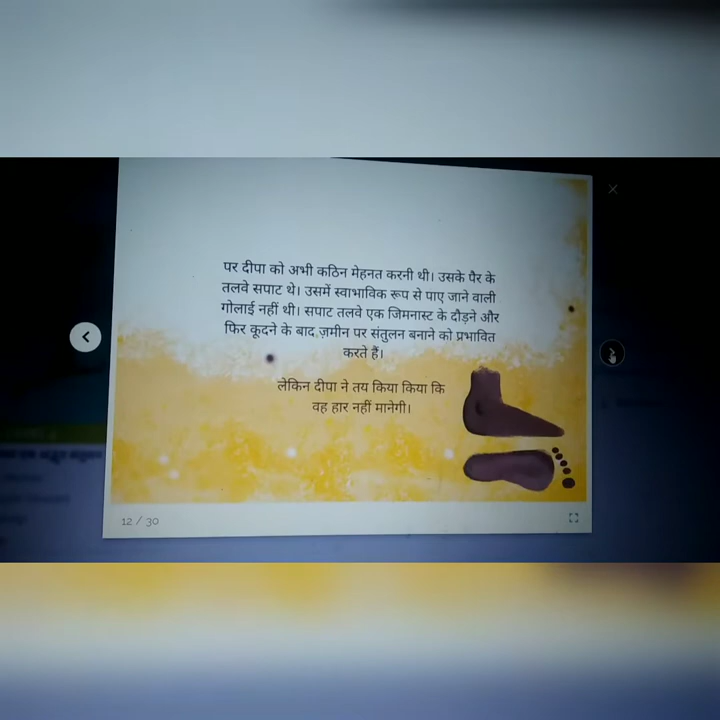 पर दीपा को अभी कठिन मेहनत करनी थी। उसके पैर के
तलवे सपाट थे। उसमें स्वाभाविक रूप से पाए जाने वाली
गोलाई नहीं थी। सपाट तलवे एक जिमनास्ट के दौड़ने और
फिर कूदने के बाद ज़मीन पर संतुलन बनाने को प्रभावित
करते हैं।
लेकिन दीपा ने तय किया किया कि
वह हार नहीं मानेगी।
12 / 30